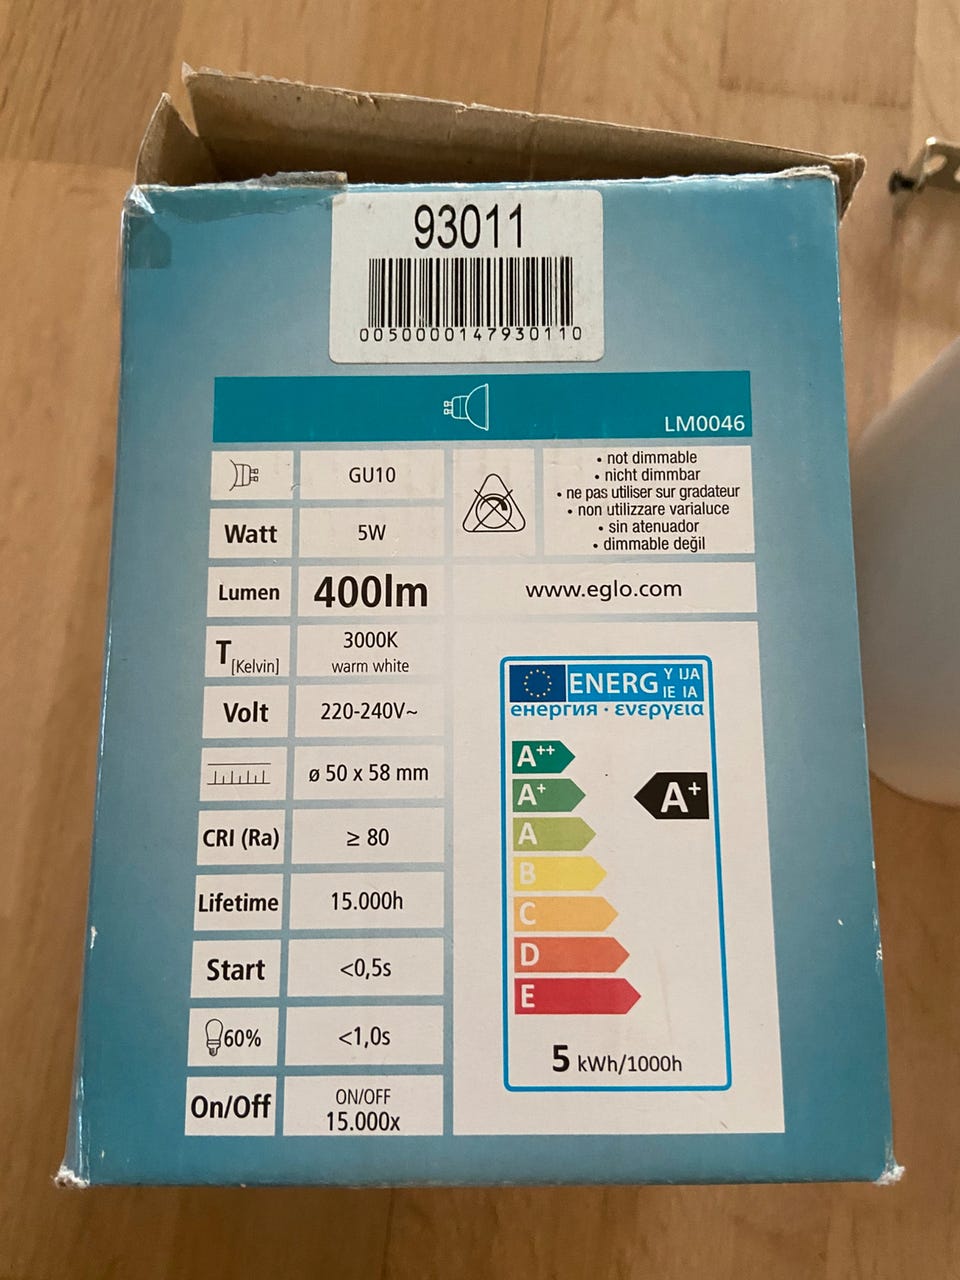 93011
0050000147930110
LM0046
GU10
• not dimmable
• nicht dimmbar
• ne pas utiliser sur gradateur
• non utilizzare varialuce
• sin atenuador
• dimmable değil
Watt 5W
Lumen 400lm
www.eglo.com
T [Kelvin] 3000K
warm white
Volt 220-240V~
ø 50 x 58 mm
CRI (Ra) ≥ 80
Lifetime 15.000h
Start <0,5s
60% <1,0s
On/Off ON/OFF
15.000x
ENERG Y IJA
IE IA
енергия · ενεργεια
A++
A+
A+
A
B
C
D
E
5 kWh/1000h